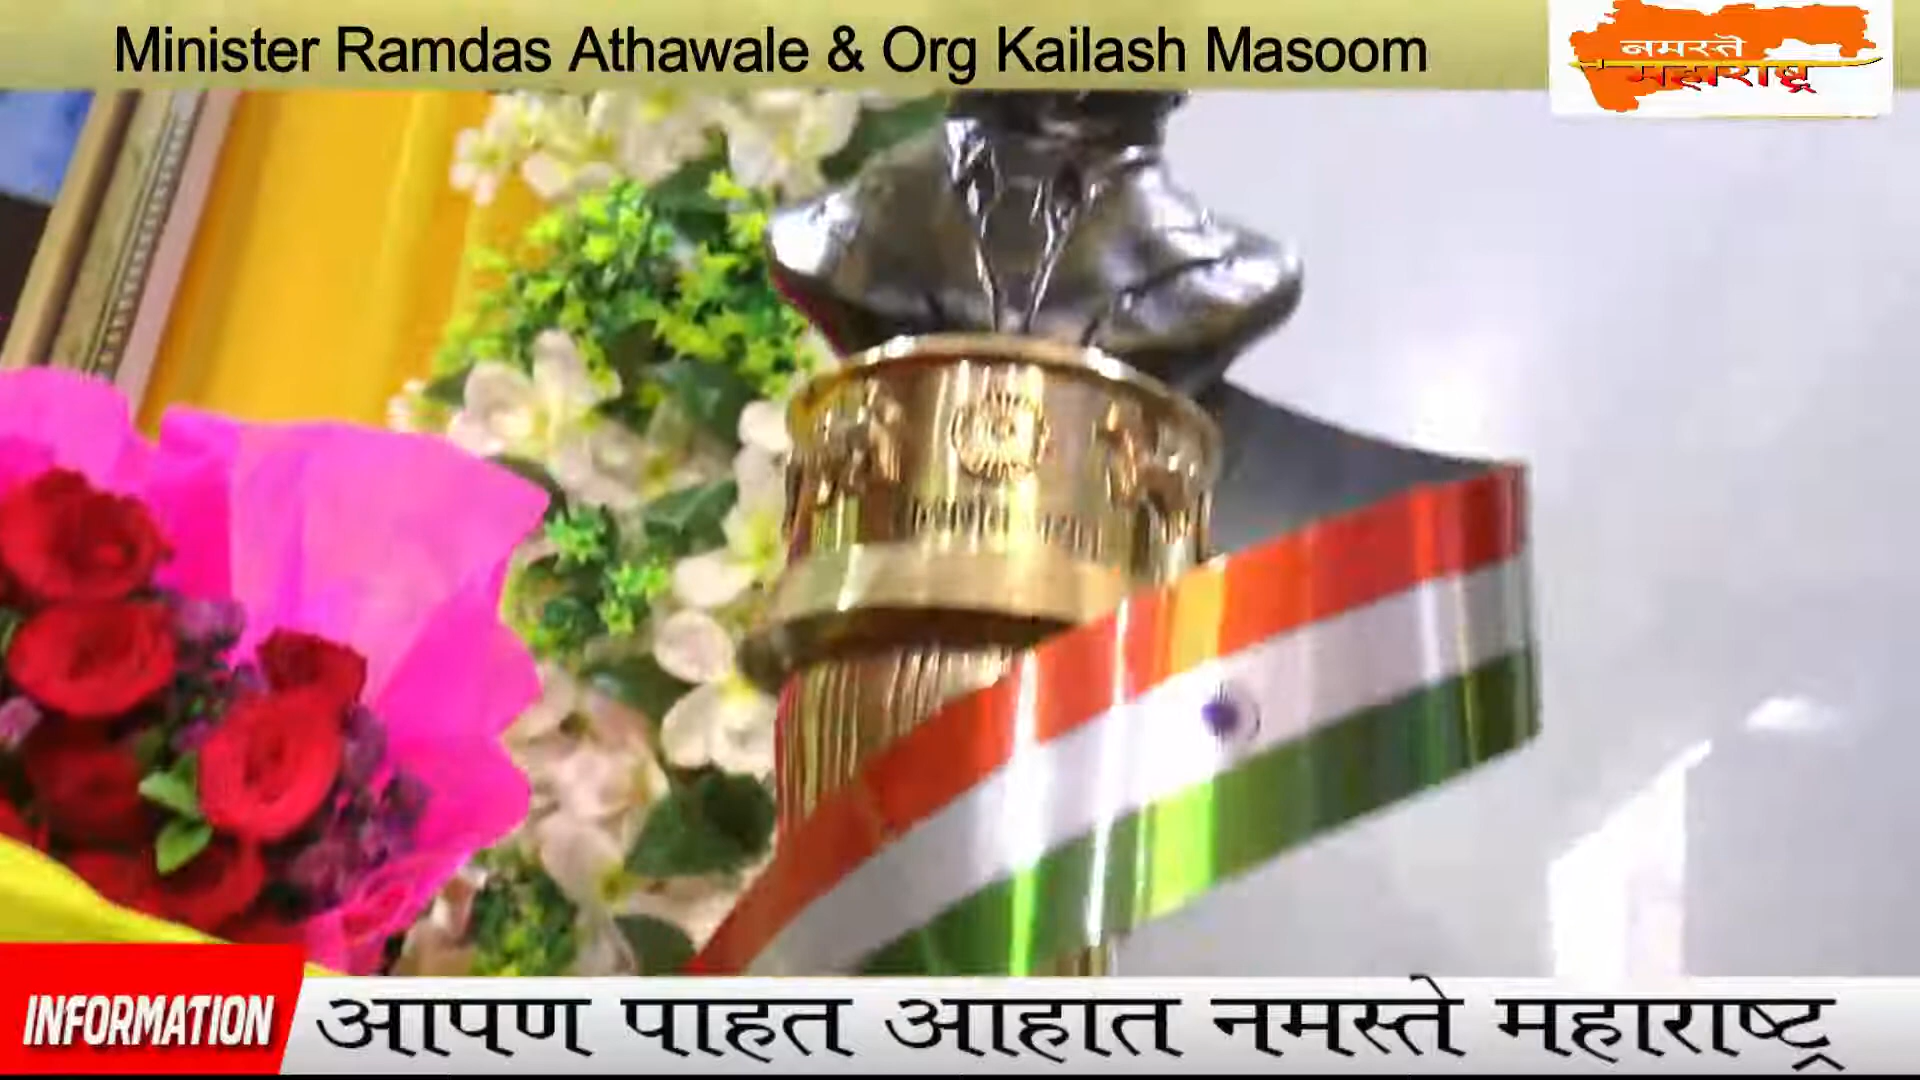 Minister Ramdas Athawale & Org Kailash Masoom
नमस्ते
महाराष्ट्र
INFORMATION
आपण पाहत आहात नमस्ते महाराष्ट्र